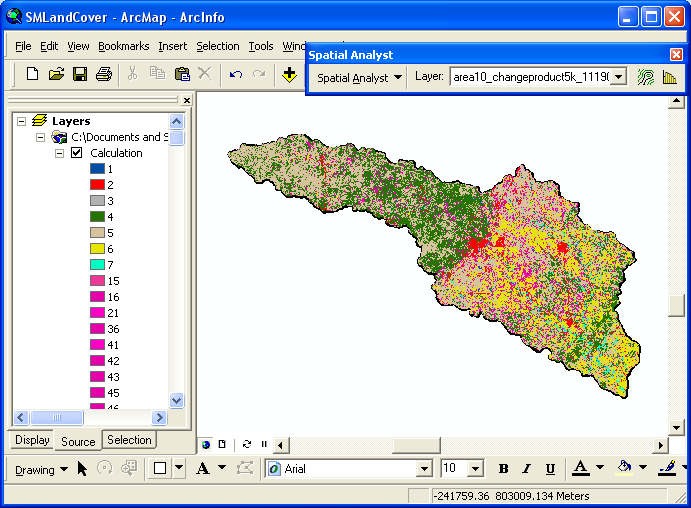 SMLandCover - ArcMap - ArcInfo
File Edit View Bookmarks Insert Selection Tools
Spatial Analyst
Spatial Analyst Layer: area10_changeproduct5k_1119
Layers
C:\Documents and S
Calculation
1
2
3
4
5
6
7
15
16
21
36
41
42
43
45
46
Display Source Selection
Drawing A Arial 10 B I U A
-241759.36 803009.134 Meters